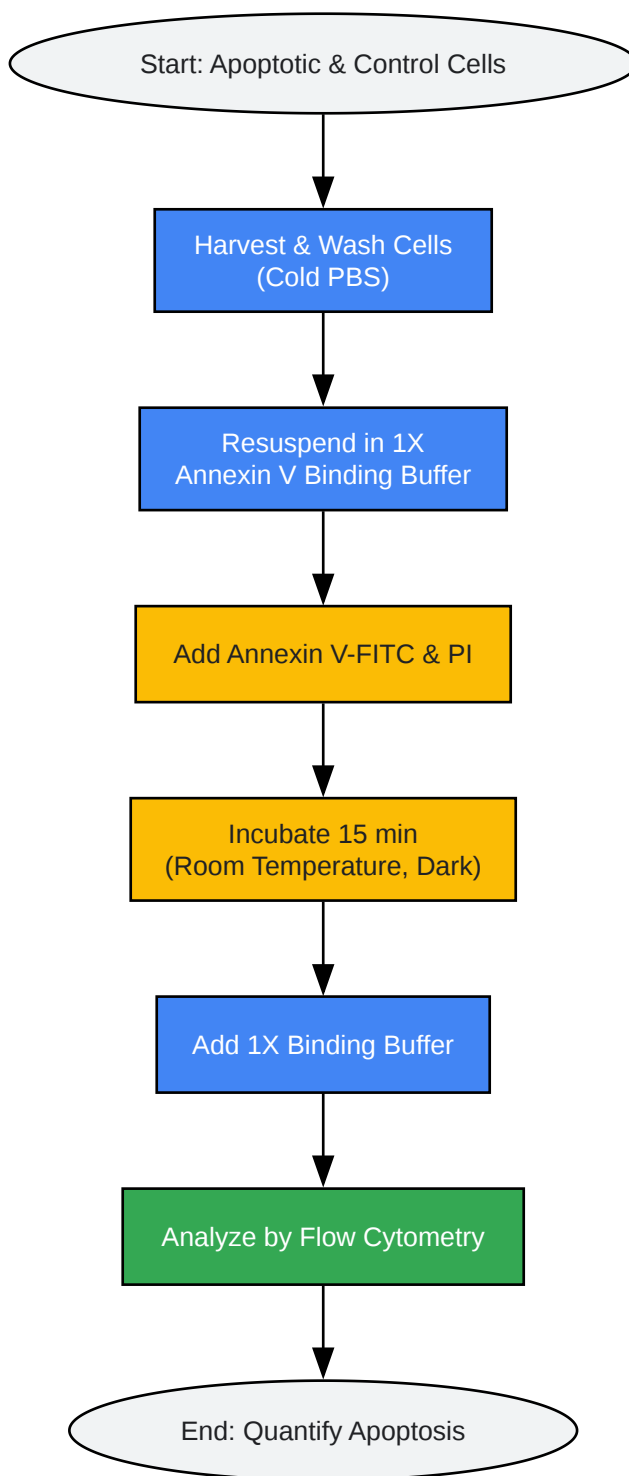 Start: Apoptotic & Control Cells
Harvest & Wash Cells
(Cold PBS)
Resuspend in 1X
Annexin V Binding Buffer
Add Annexin V-FITC & PI
Incubate 15 min
(Room Temperature, Dark)
Add 1X Binding Buffer
Analyze by Flow Cytometry
End: Quantify Apoptosis